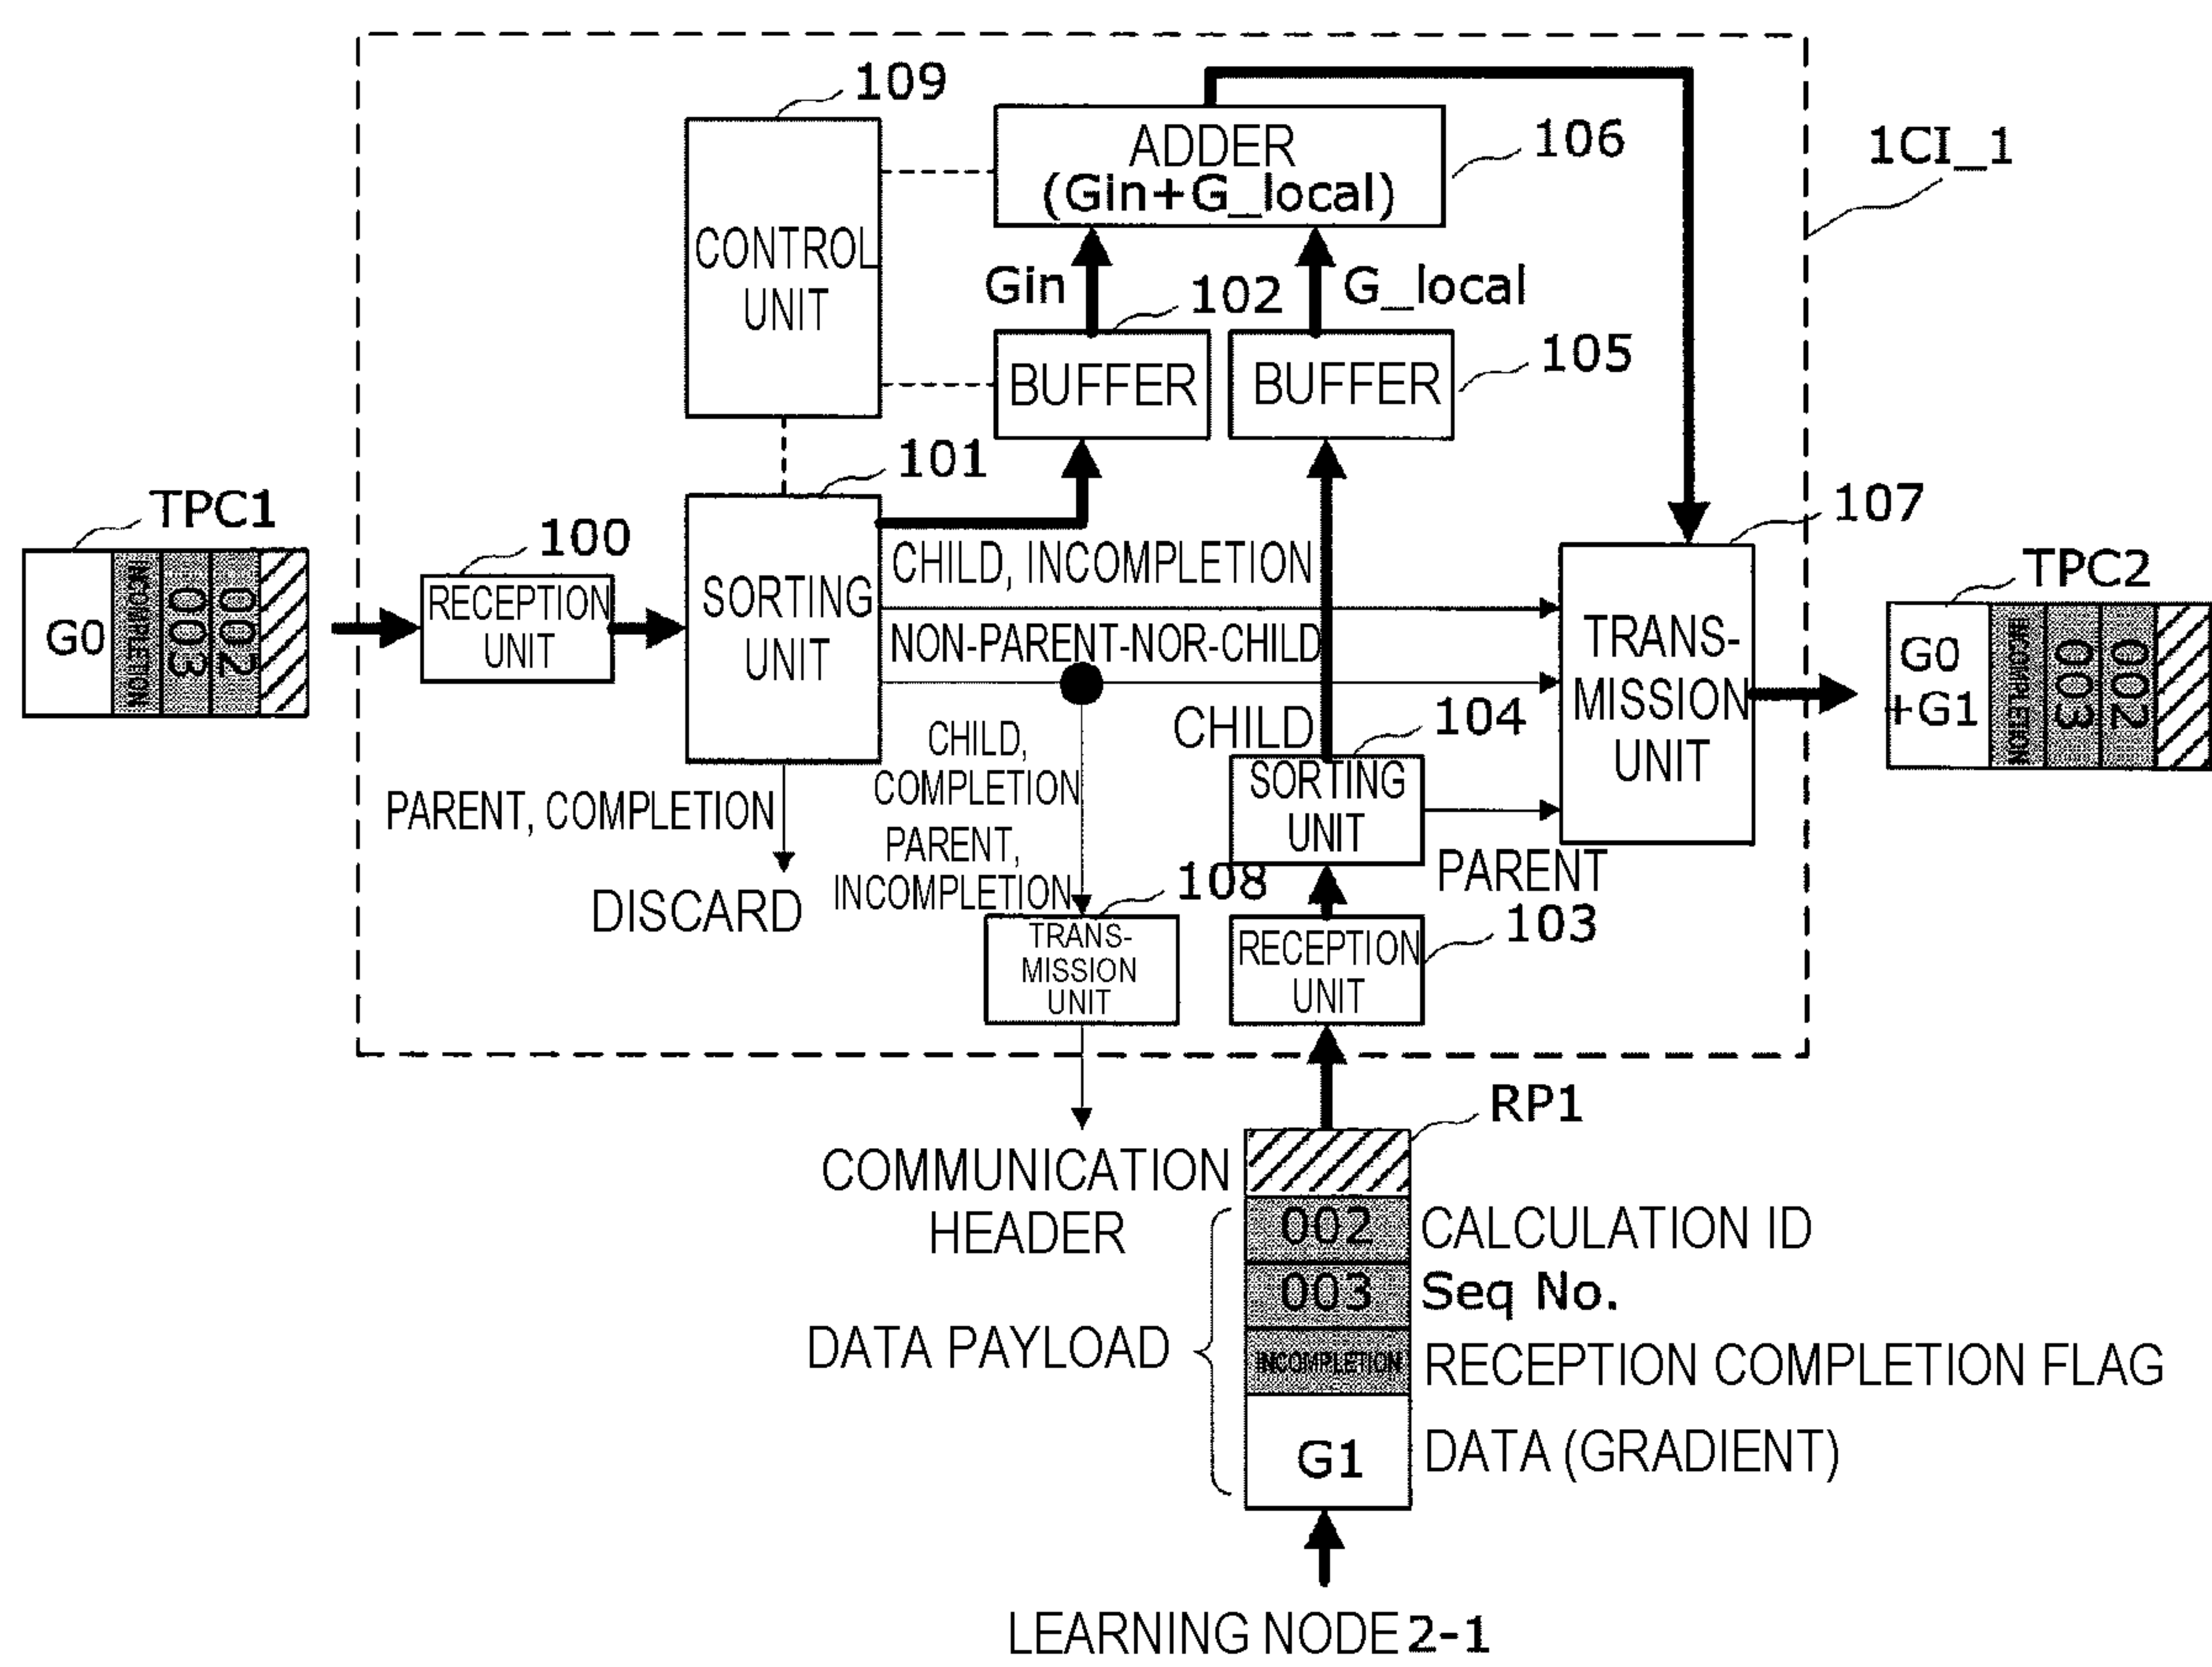 109
ADDER
(Gin+G_local)
106
1CI_1
CONTROL
UNIT
Gin
102
G_local
BUFFER
BUFFER
105
101
TPC1
100
107
G0
INCOMPLETION
003
002
RECEPTION
UNIT
SORTING
UNIT
CHILD, INCOMPLETION
NON-PARENT-NOR-CHILD
TRANS-
MISSION
UNIT
TPC2
G0
+G1
INCOMPLETION
003
002
CHILD
104
CHILD,
COMPLETION
PARENT, COMPLETION
SORTING
UNIT
PARENT,
INCOMPLETION
108
PARENT
DISCARD
TRANS-
MISSION
UNIT
RECEPTION
UNIT
103
RP1
COMMUNICATION
HEADER
002
CALCULATION ID
003
Seq No.
DATA PAYLOAD
INCOMPLETION
RECEPTION COMPLETION FLAG
G1
DATA (GRADIENT)
LEARNING NODE 2-1